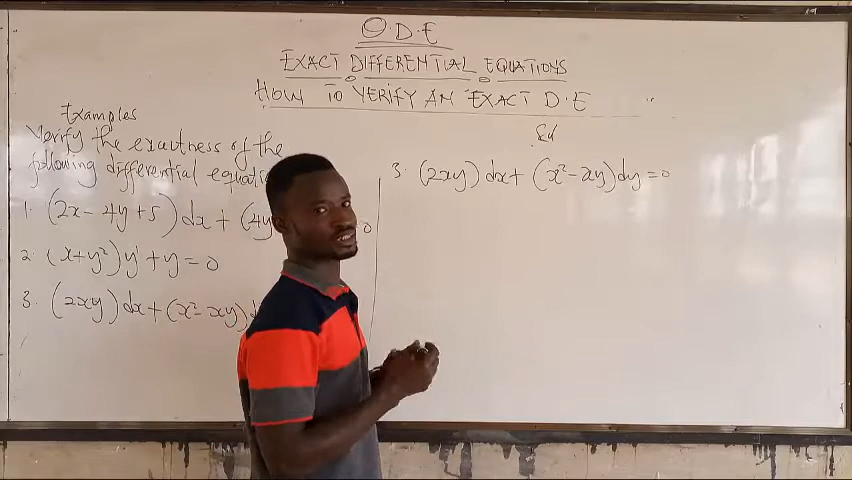 O.D.E
EXACT DIFFERENTIAL EQUATIONS
HOW TO VERIFY AN EXACT D.E
Examples
Verify the exactness of the
following differential equati
1. (2x - 4y + 5)dx + (4y 0
2. (x+y²)y' + y = 0
3. (2xy)dx + (x² - xy)d
Sol
3. (2xy)dx + (x² - xy)dy = 0